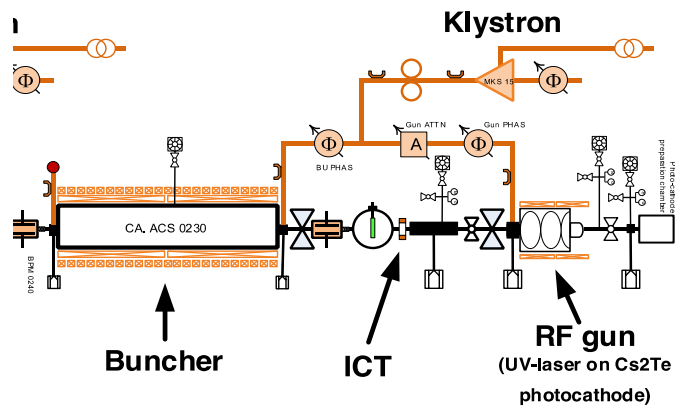 n
Klystron
MKS 15
Φ
Φ
Gun ATTN
Gun PHAS
Φ
A
Φ
BU PHAS
Photo-cathode
preparation chamber
CA. ACS 0230
BPM 0240
Buncher
ICT
RF gun
(UV-laser on Cs2Te
photocathode)